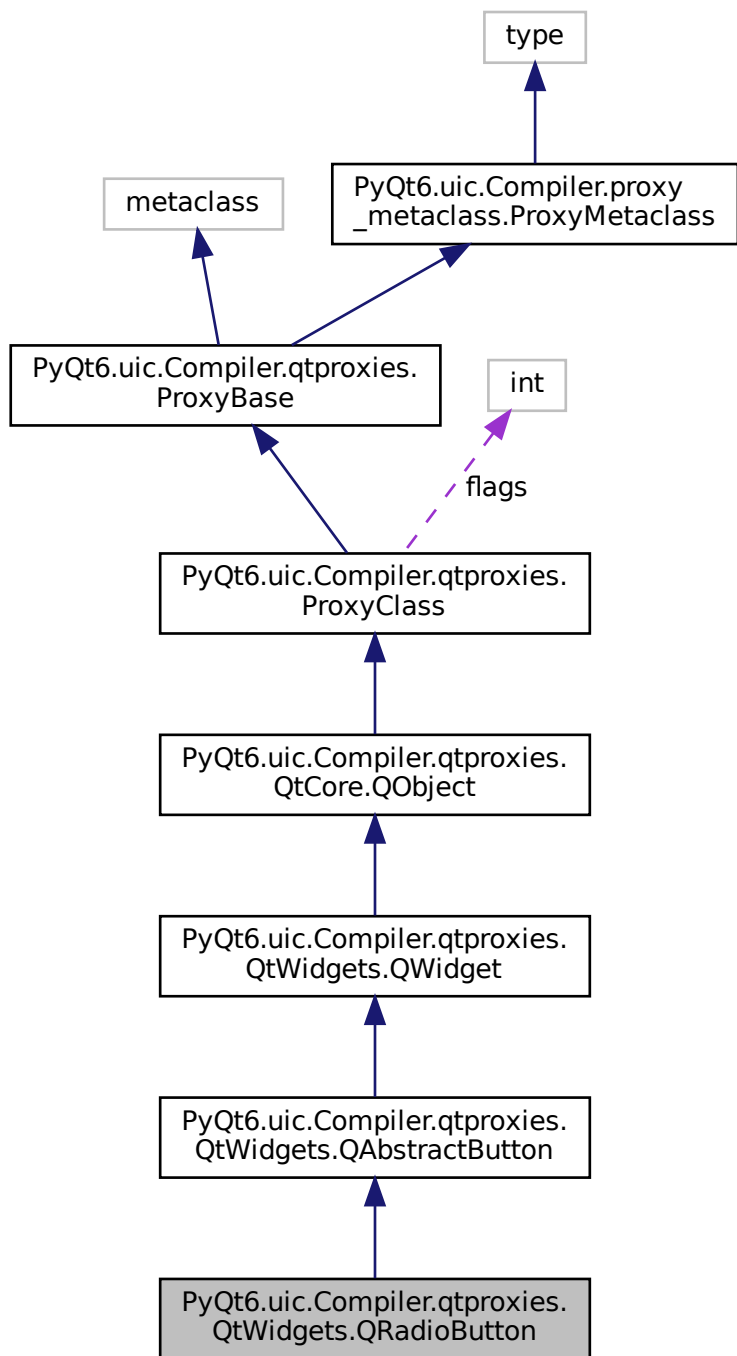 type
PyQt6.uic.Compiler.proxy
_metaclass.ProxyMetaclass
metaclass
PyQt6.uic.Compiler.qtproxies.
ProxyBase
int
flags
PyQt6.uic.Compiler.qtproxies.
ProxyClass
PyQt6.uic.Compiler.qtproxies.
QtCore.QObject
PyQt6.uic.Compiler.qtproxies.
QtWidgets.QWidget
PyQt6.uic.Compiler.qtproxies.
QtWidgets.QAbstractButton
PyQt6.uic.Compiler.qtproxies.
QtWidgets.QRadioButton